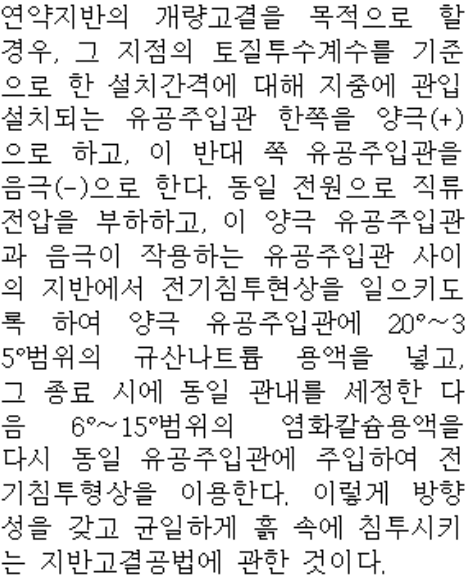 연약지반의 개량고결을 목적으로 할
경우, 그 지점의 토질투수계수를 기준
으로 한 설치간격에 대해 지중에 관입
설치되는 유공주입관 한쪽을 양극(+)
으로 하고, 이 반대 쪽 유공주입관을
음극(-)으로 한다. 동일 전원으로 직류
전압을 부하하고, 이 양극 유공주입관
과 음극이 작용하는 유공주입관 사이
의 지반에서 전기침투현상을 일으키도
록 하여 양극 유공주입관에 20°~3
5°범위의 규산나트륨 용액을 넣고,
그 종료 시에 동일 관내를 세정한 다
음 6°~15°범위의 염화칼슘용액을
다시 동일 유공주입관에 주입하여 전
기침투형상을 이용한다. 이렇게 방향
성을 갖고 균일하게 흙 속에 침투시키
는 지반고결공법에 관한 것이다.